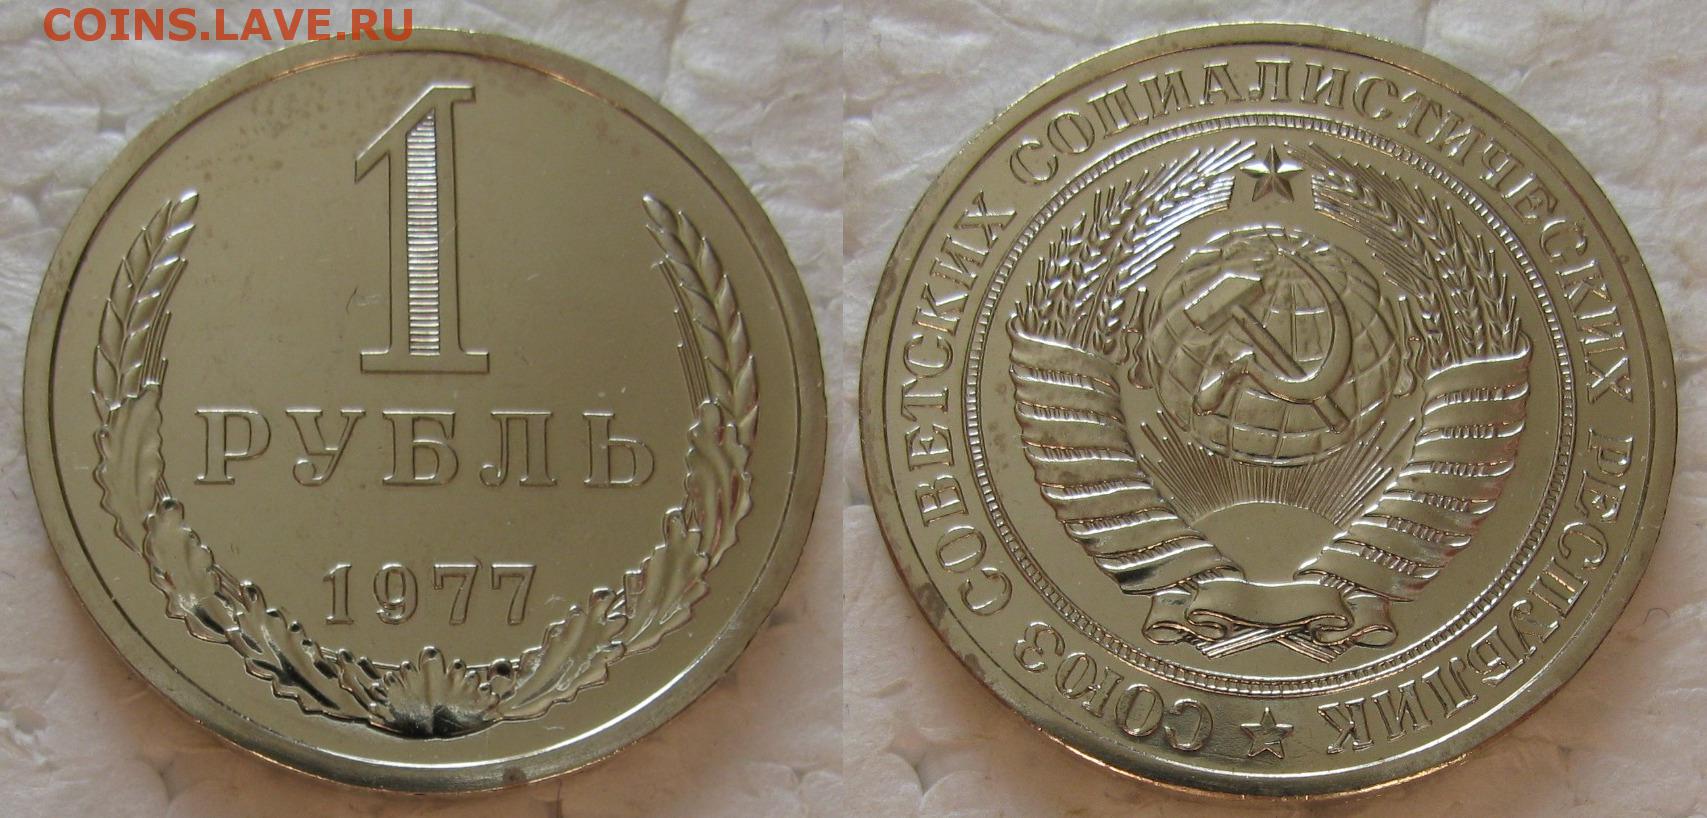 COINS.LAVE.RU
1
РУБЛЬ
1977
СОЮЗ СОВЕТСКИХ СОЦИАЛИСТИЧЕСКИХ РЕСПУБЛИК